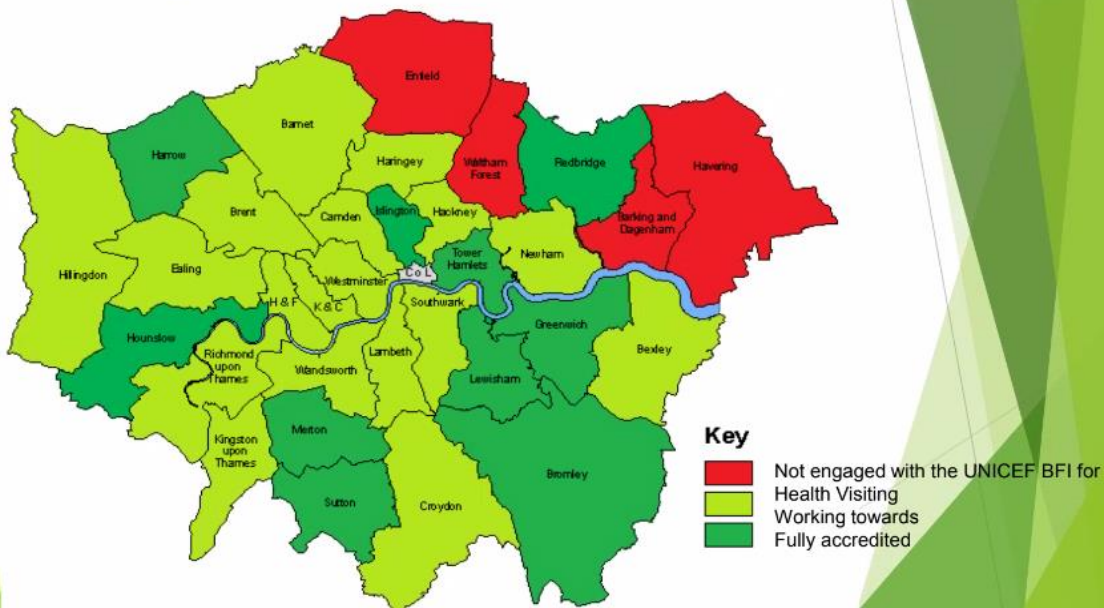 Enfield
Barnet
Harrow
Haringey
Waltham
Forest
Redbridge
Havering
Brent
Camden
Islington
Hackney
Barking and
Dagenham
Hillingdon
Ealing
Tower
Hamlets
Newham
Westminster
CoL
H & F
K & C
Southwark
Hounslow
Greenwich
Richmond
upon
Thames
Lambeth
Wandsworth
Bexley
Lewisham
Merton
Kingston
upon
Thames
Bromley
Sutton
Croydon
Key
Not engaged with the UNICEF BFI for
Health Visiting
Working towards
Fully accredited